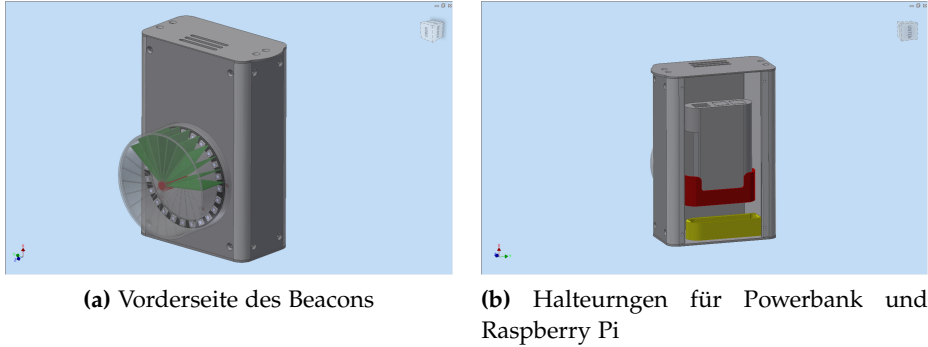 (a) Vorderseite des Beacons
(b) Halteurngen für Powerbank und
Raspberry Pi